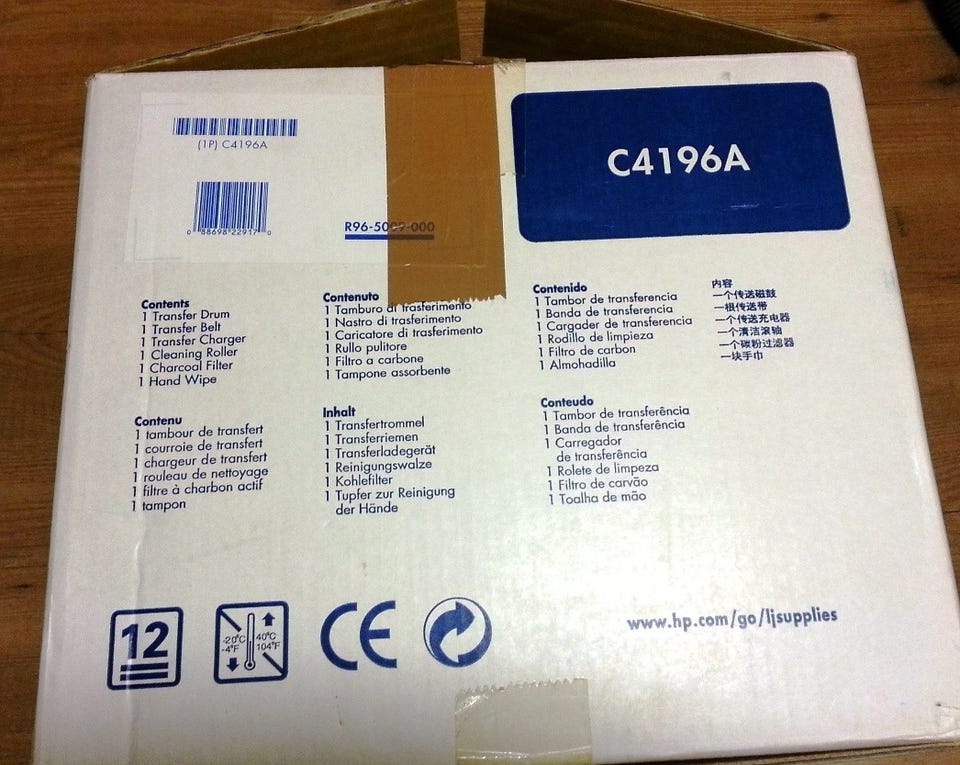 (1P) C4196A
0 88698 22917 0
R96-5009-000
C4196A
Contents
1 Transfer Drum
1 Transfer Belt
1 Transfer Charger
1 Cleaning Roller
1 Charcoal Filter
1 Hand Wipe
Contenuto
1 Tamburo di trasferimento
1 Nastro di trasferimento
1 Caricatore di trasferimento
1 Rullo pulitore
1 Filtro a carbone
1 Tampone assorbente
Contenido
1 Tambor de transferencia
1 Banda de transferencia
1 Cargador de transferencia
1 Rodillo de limpieza
1 Filtro de carbon
1 Almohadilla
内容
一个传送磁鼓
一根传送带
一个传送充电器
一个清洁滚轴
一个碳粉过滤器
一块手巾
Contenu
1 tambour de transfert
1 courroie de transfert
1 chargeur de transfert
1 rouleau de nettoyage
1 filtre à charbon actif
1 tampon
Inhalt
1 Transfertrommel
1 Transferriemen
1 Transferladegerät
1 Reinigungswalze
1 Kohlefilter
1 Tupfer zur Reinigung
der Hände
Conteudo
1 Tambor de transferência
1 Banda de transferência
1 Carregador
de transferência
1 Rolete de limpeza
1 Filtro de carvão
1 Toalha de mão
12
-20°C
-4°F
40°C
104°F
CE
www.hp.com/go/ljsupplies